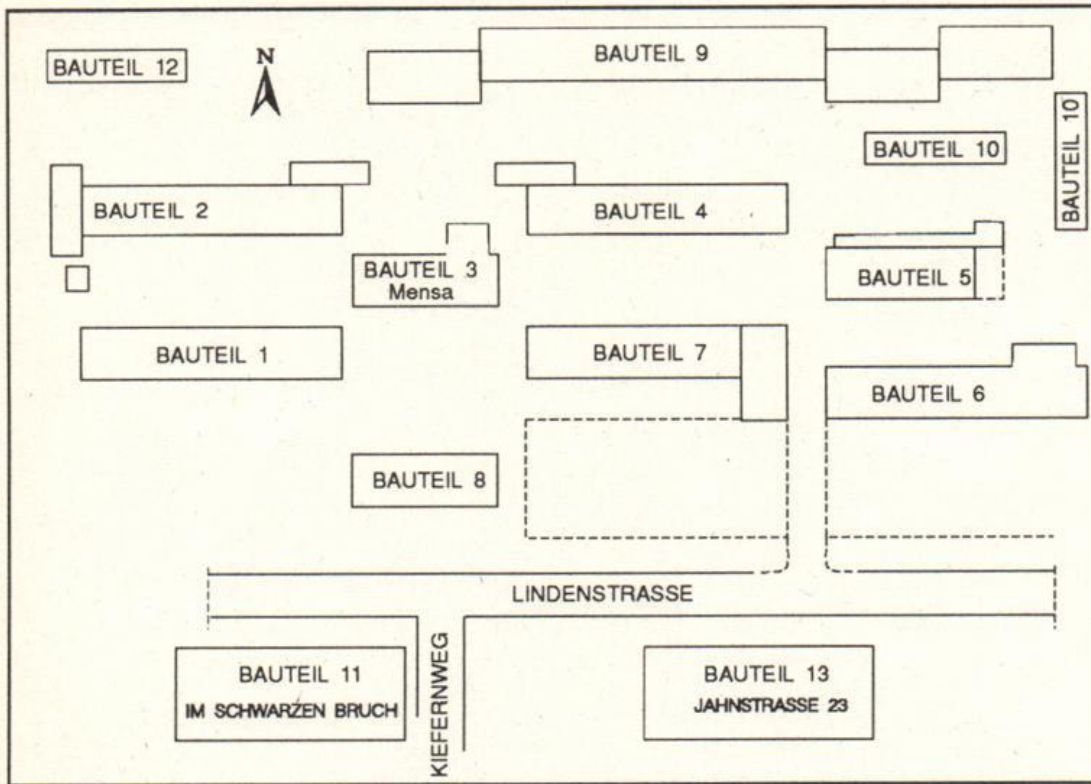 BAUTEIL 12
N
BAUTEIL 9
BAUTEIL 10
BAUTEIL 10
BAUTEIL 2
BAUTEIL 4
BAUTEIL 3
Mensa
BAUTEIL 5
BAUTEIL 1
BAUTEIL 7
BAUTEIL 6
BAUTEIL 8
LINDENSTRASSE
KIEFERNWEG
BAUTEIL 11
IM SCHWARZEN BRUCH
BAUTEIL 13
JAHNSTRASSE 23